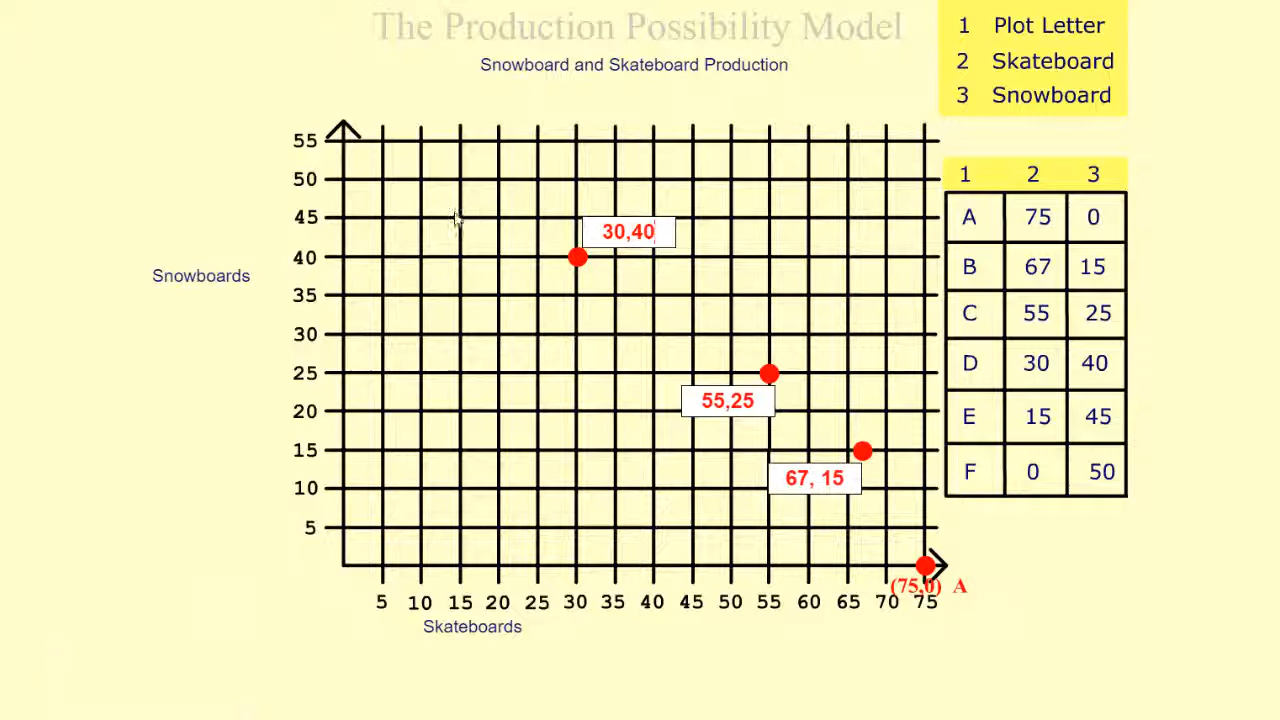 The Production Possibility Model
Snowboard and Skateboard Production
1 Plot Letter
2 Skateboard
3 Snowboard
55
50
45
40
35
30
25
20
15
10
5
Snowboards
30,40
55,25
67, 15
(75,0) A
5 10 15 20 25 30 35 40 45 50 55 60 65 70 75
Skateboards
1 2 3
A 75 0
B 67 15
C 55 25
D 30 40
E 15 45
F 0 50